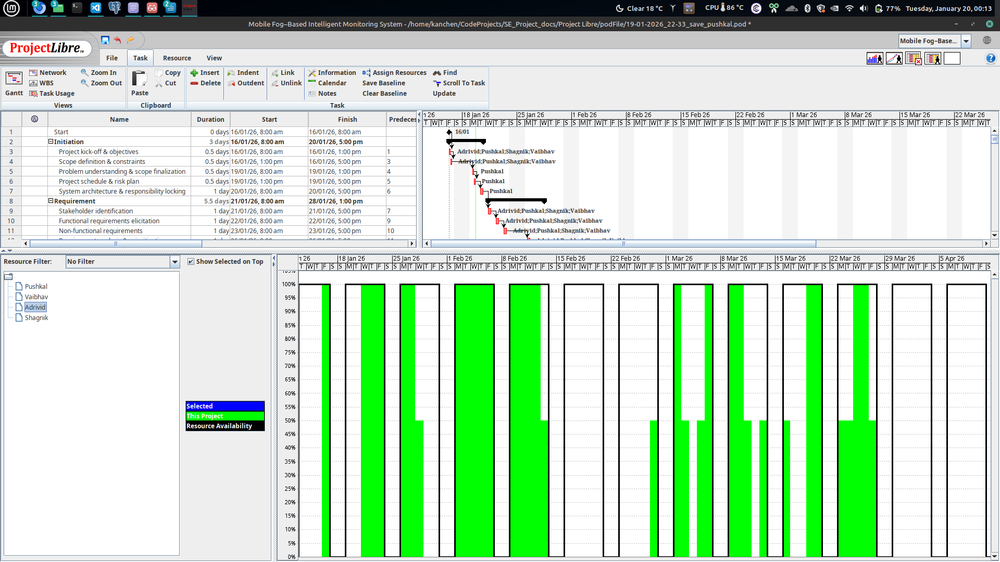 3 3 2 Clear 18 °C CPU 86 °C 77% Tuesday, January 20, 00:13
Mobile Fog–Based Intelligent Monitoring System - /home/kanchen/CodeProjects/SE_Project_docs/Project Libre/podFile/19-01-2026_22-33_save_pushkal.pod *
ProjectLibre™
Mobile Fog–Base...
File Task Resource View
Gantt
Network
WBS
Task Usage
Zoom In
Zoom Out
Views
Paste
Copy
Cut
Clipboard
Insert
Delete
Indent
Outdent
Link
Unlink
Information
Calendar
Notes
Assign Resources
Save Baseline
Clear Baseline
Find
Scroll To Task
Update
Task
Name Duration Start Finish Predeces
1 Start 0 days 16/01/26, 8:00 am 16/01/26, 8:00 am
2 Initiation 3 days 16/01/26, 8:00 am 20/01/26, 5:00 pm
3 Project kick-off & objectives 0.5 days 16/01/26, 8:00 am 16/01/26, 1:00 pm 1
4 Scope definition & constraints 0.5 days 16/01/26, 1:00 pm 16/01/26, 5:00 pm 3
5 Problem understanding & scope finalization 0.5 days 19/01/26, 8:00 am 19/01/26, 1:00 pm 4
6 Project schedule & risk plan 0.5 days 19/01/26, 1:00 pm 19/01/26, 5:00 pm 5
7 System architecture & responsibility locking 1 day 20/01/26, 8:00 am 20/01/26, 5:00 pm 6
8 Requirement 5.5 days 21/01/26, 8:00 am 28/01/26, 1:00 pm
9 Stakeholder identification 1 day 21/01/26, 8:00 am 21/01/26, 5:00 pm 7
10 Functional requirements elicitation 1 day 22/01/26, 8:00 am 22/01/26, 5:00 pm 9
11 Non-functional requirements 1 day 23/01/26, 8:00 am 23/01/26, 5:00 pm 10
26 18 Jan 26 25 Jan 26 1 Feb 26 8 Feb 26 15 Feb 26 22 Feb 26 1 Mar 26 8 Mar 26 15 Mar 26 22 Mar 26
T W T F S S M T W T F S S M T W T F S S M T W T F S S M T W T F S S M T W T F S S M T W T F S S M T W T F S S M T W T F S S M T W T F S S M T W T
16/01
Adrivid;Pushkal;Shagnik;Vaibhav
Adrivid;Pushkal;Shagnik;Vaibhav
Pushkal
Pushkal
Pushkal
Adrivid;Pushkal;Shagnik;Vaibhav
Adrivid;Pushkal;Shagnik;Vaibhav
Adrivid;Pushkal;Shagnik;Vaibhav
Resource Filter: No Filter Show Selected on Top
Pushkal
Vaibhav
Adrivid
Shagnik
Selected
This Project
Resource Availability
26 18 Jan 26 25 Jan 26 1 Feb 26 8 Feb 26 15 Feb 26 22 Feb 26 1 Mar 26 8 Mar 26 15 Mar 26 22 Mar 26 29 Mar 26 5 Apr 26
T W T F S S M T W T F S S M T W T F S S M T W T F S S M T W T F S S M T W T F S S M T W T F S S M T W T F S S M T W T F S S M T W T F S S M T W T F S S M T W T F S S M T W T F S
105%
100%
95%
90%
85%
80%
75%
70%
65%
60%
55%
50%
45%
40%
35%
30%
25%
20%
15%
10%
5%
0%